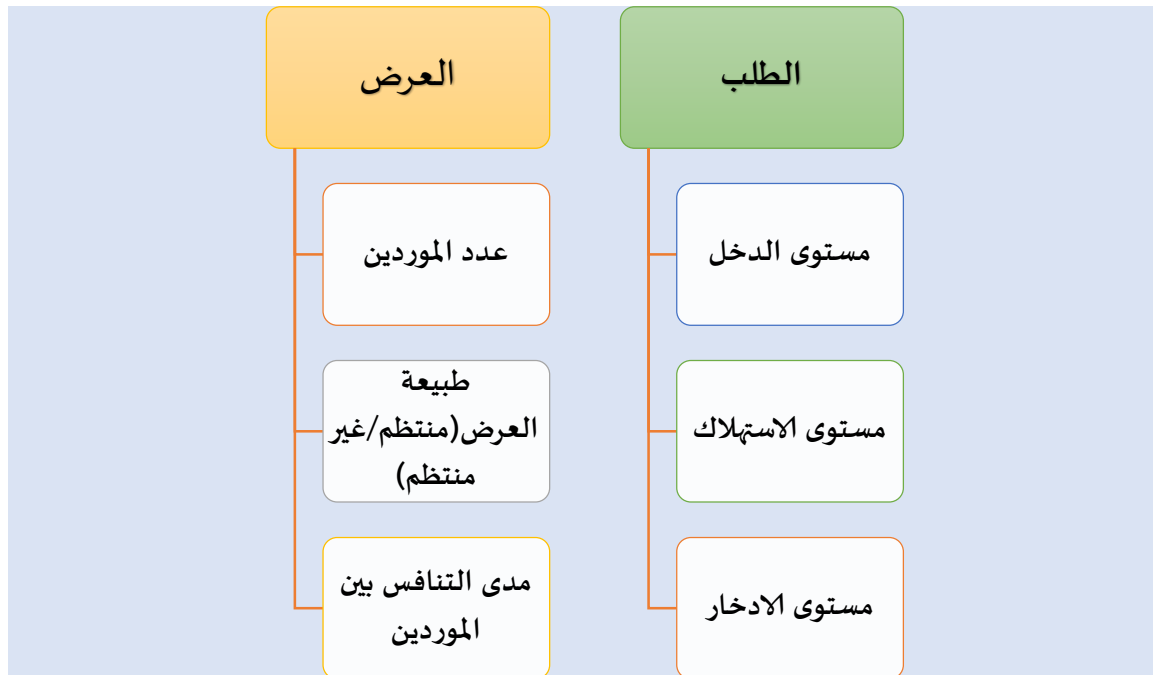 الطلب
مستوى الدخل
مستوى الاستهلاك
مستوى الادخار
العرض
عدد الموردين
طبيعة
العرض(منتظم/غير
منتظم)
مدى التنافس بين
الموردين